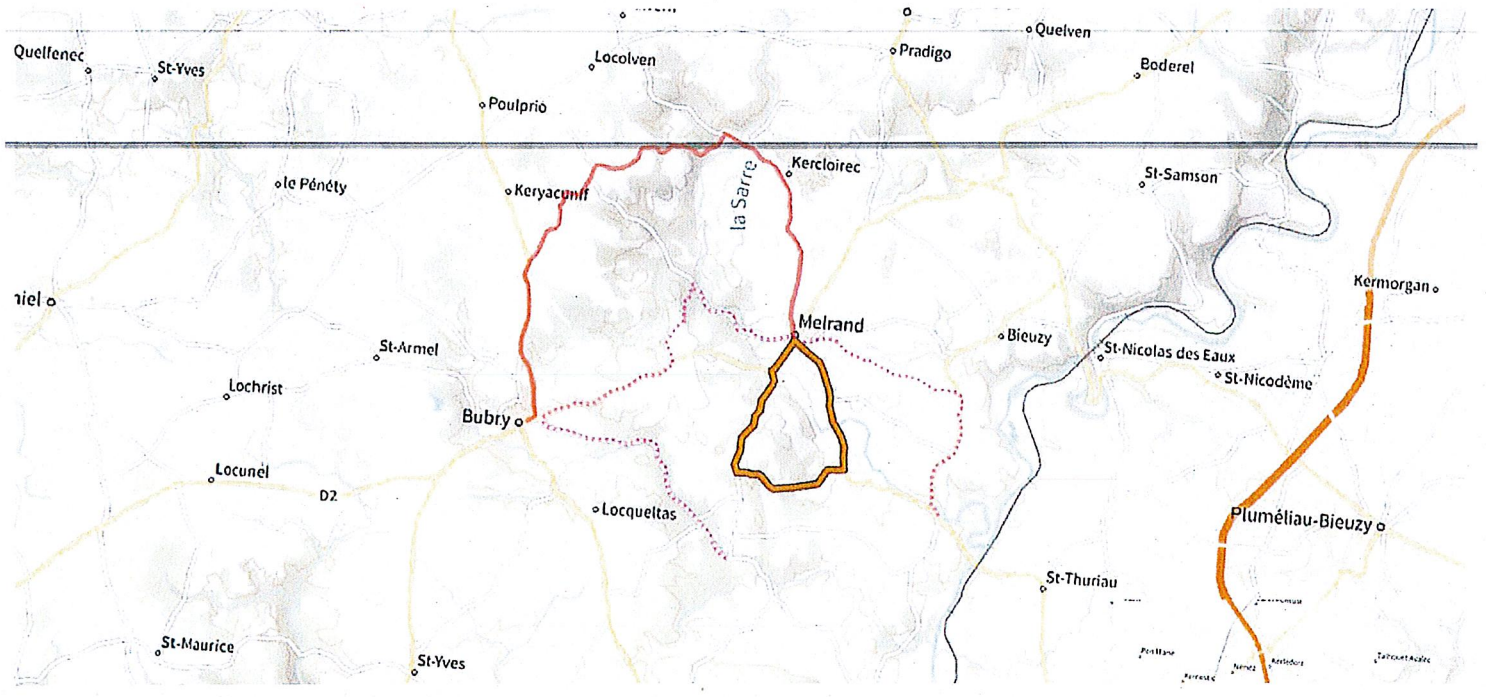 Quelven
Quelfenec
Pradigo
Locolven
St-Yves
Boderel
Poulprio
Kercloirec
St-Samson
le Pénéty
Keryacunff
la Sarre
Kermorgan
Melrand
Bieuzy
St-Armel
St-Nicolas des Eaux
St-Nicodème
Lochrist
Bubry
Locunél
D2
Locqueltas
Pluméliau-Bieuzy
St-Thuriau
St-Maurice
St-Yves